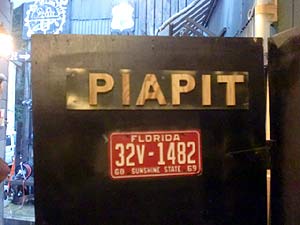 PIAPIT
FLORIDA
32V-1482
68 SUNSHINE STATE 69